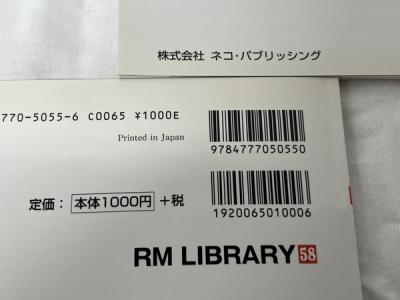 株式会社 ネコ・パブリッシング
770-5055-6 C0065 ¥1000E
Printed in Japan
9784777050550
定価：本体1000円+税
1920065010006
RM LIBRARY 58